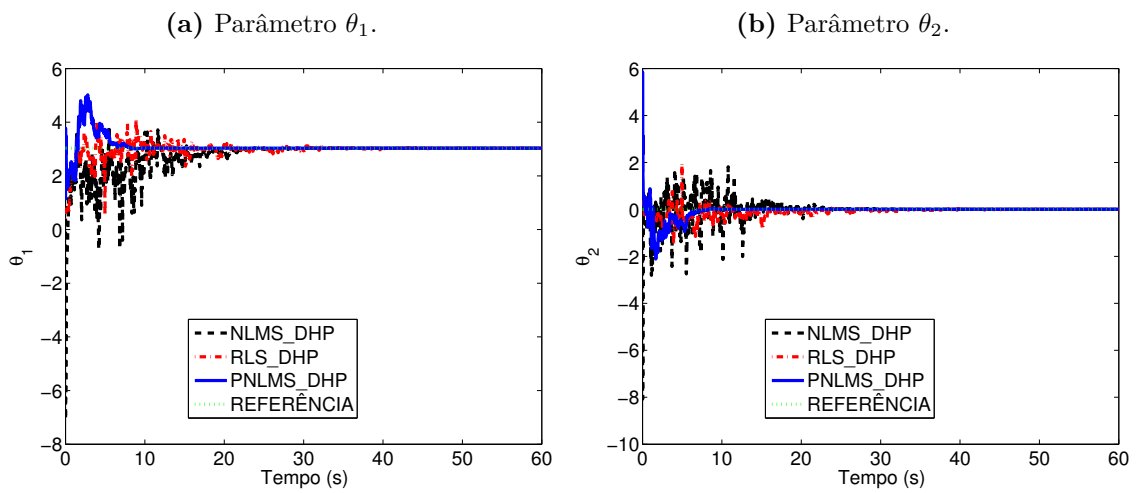 (a) Parâmetro θ1.
(b) Parâmetro θ2.
6
4
2
0
−2
−4
−6
−8
θ1
0 10 20 30 40 50 60
Tempo (s)
NLMS_DHP
RLS_DHP
PNLMS_DHP
REFERÊNCIA
6
4
2
0
−2
−4
−6
−8
−10
θ2
0 10 20 30 40 50 60
Tempo (s)
NLMS_DHP
RLS_DHP
PNLMS_DHP
REFERÊNCIA